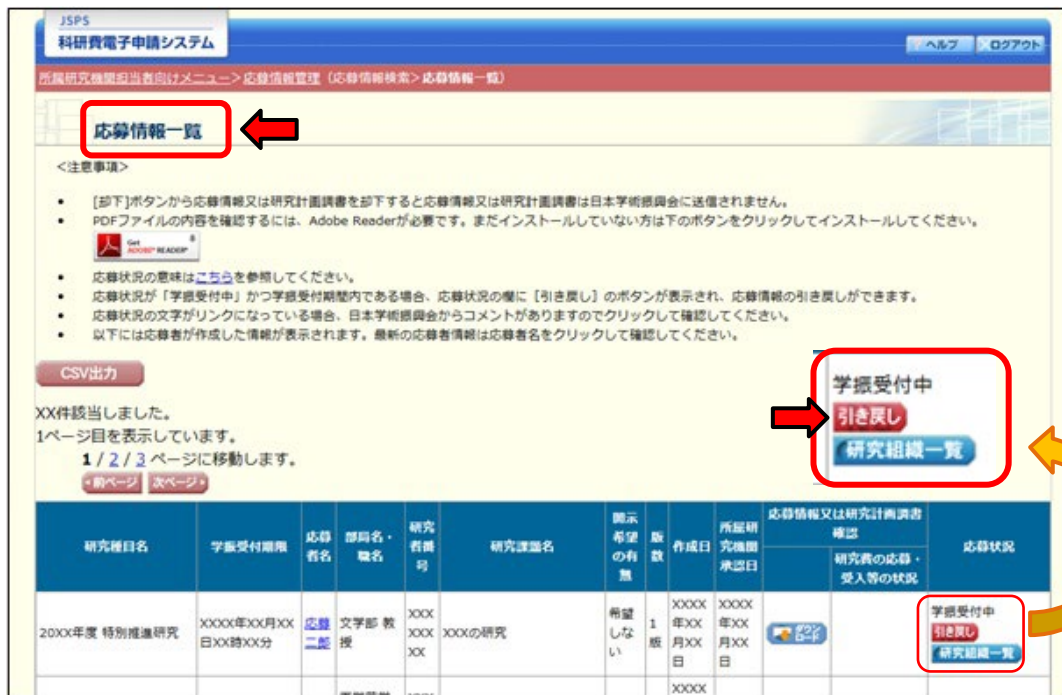 JSPS
科研費電子申請システム
ヘルプ
ログアウト
所属研究機関担当者向けメニュー>応募情報管理（応募情報検索>応募情報一覧）
応募情報一覧
<注意事項>
• [却下]ボタンから応募情報又は研究計画調書を却下すると応募情報又は研究計画調書は日本学術振興会に送信されません。
• PDFファイルの内容を確認するには、Adobe Readerが必要です。まだインストールしていない方は下のボタンをクリックしてインストールしてください。
Get
ADOBE® READER®
• 応募状況の意味はこちらを参照してください。
• 応募状況が「学振受付中」かつ学振受付期間内である場合、応募状況の欄に［引き戻し］のボタンが表示され、応募情報の引き戻しができます。
• 応募状況の文字がリンクになっている場合、日本学術振興会からコメントがありますのでクリックして確認してください。
• 以下には応募者が作成した情報が表示されます。最新の応募者情報は応募者名をクリックして確認してください。
CSV出力
学振受付中
引き戻し
研究組織一覧
XX件該当しました。
1ページ目を表示しています。
1 / 2 / 3 ページに移動します。
前ページ 次ページ
研究種目名
学振受付期限
応募者名
部局名・職名
研究者番号
研究課題名
開示希望の有無
版数
作成日
所属研究機関承認日
応募情報又は研究計画調書確認
研究費の応募・受入等の状況
応募状況
20XX年度 特別推進研究
XXXX年XX月XX日XX時XX分
応募二郎
文学部 教授
XXXXXXXX
XXXの研究
希望しない
1版
XXXX年XX月XX日
XXXX年XX月XX日
ダウンロード
学振受付中
引き戻し
研究組織一覧
XXXX